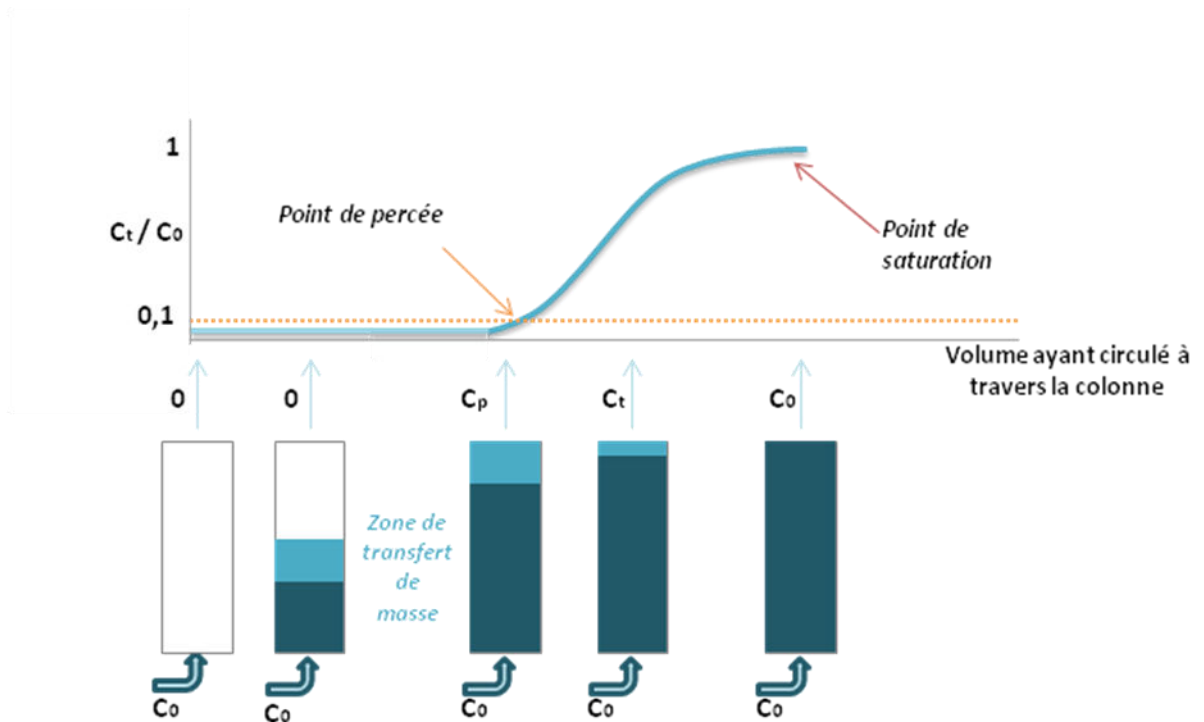 1
Point de percée
Ct / C0
Point de
saturation
0,1
Volume ayant circulé à
travers la colonne
0
0
Cp
Ct
C0
Zone de
transfert
de
masse
C0
C0
C0
C0
C0